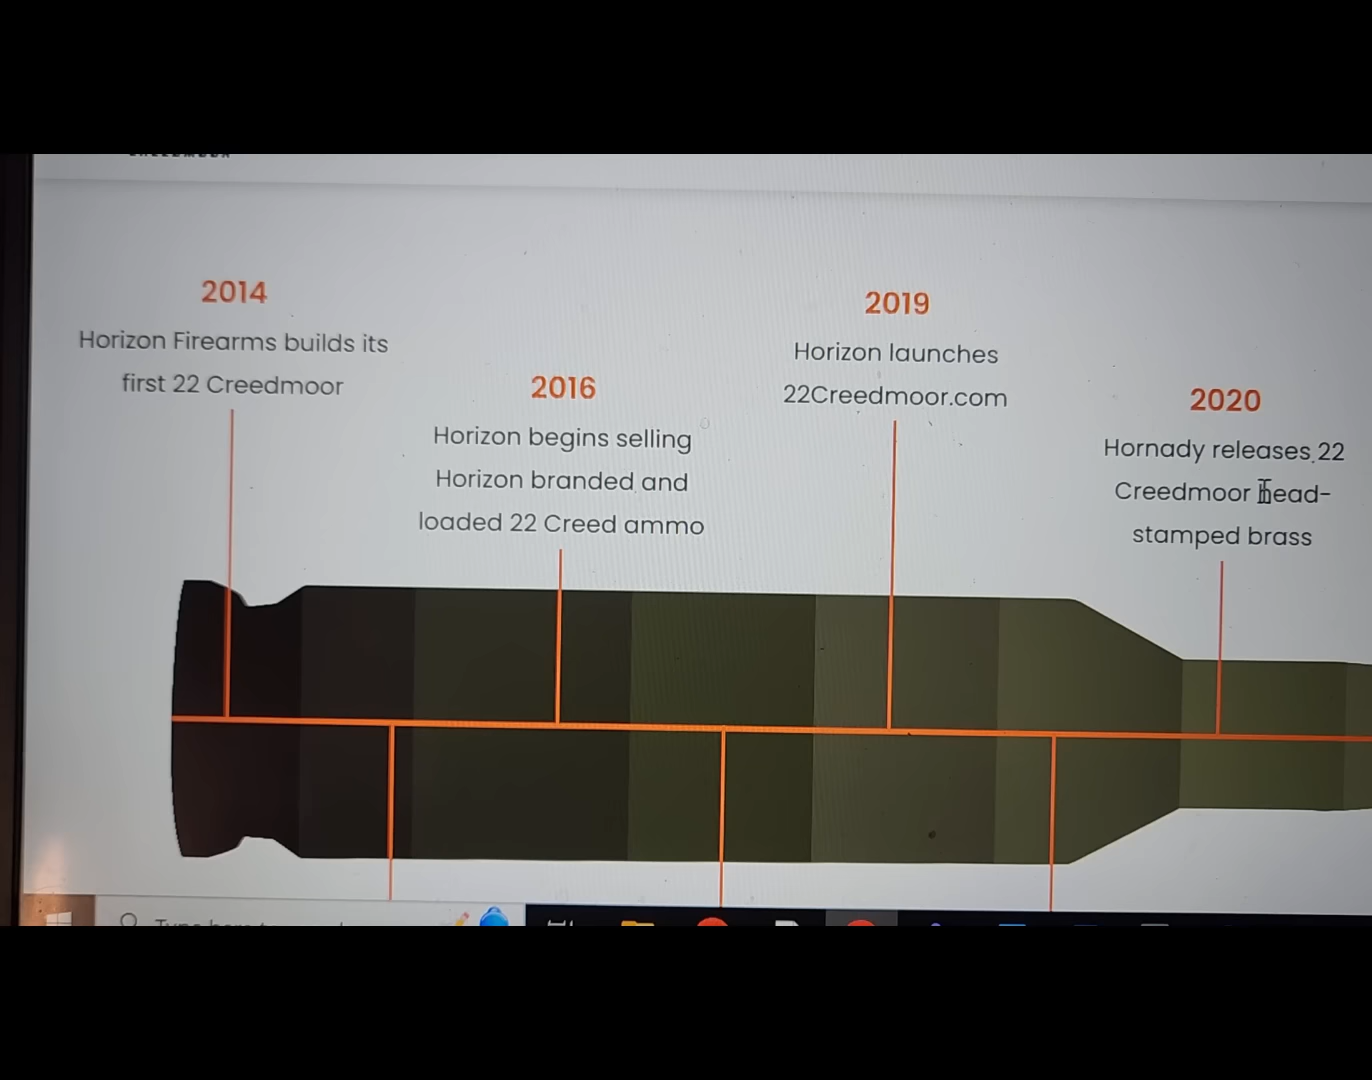 2014
Horizon Firearms builds its
first 22 Creedmoor
2016
Horizon begins selling
Horizon branded and
loaded 22 Creed ammo
2019
Horizon launches
22Creedmoor.com
2020
Hornady releases 22
Creedmoor head-
stamped brass